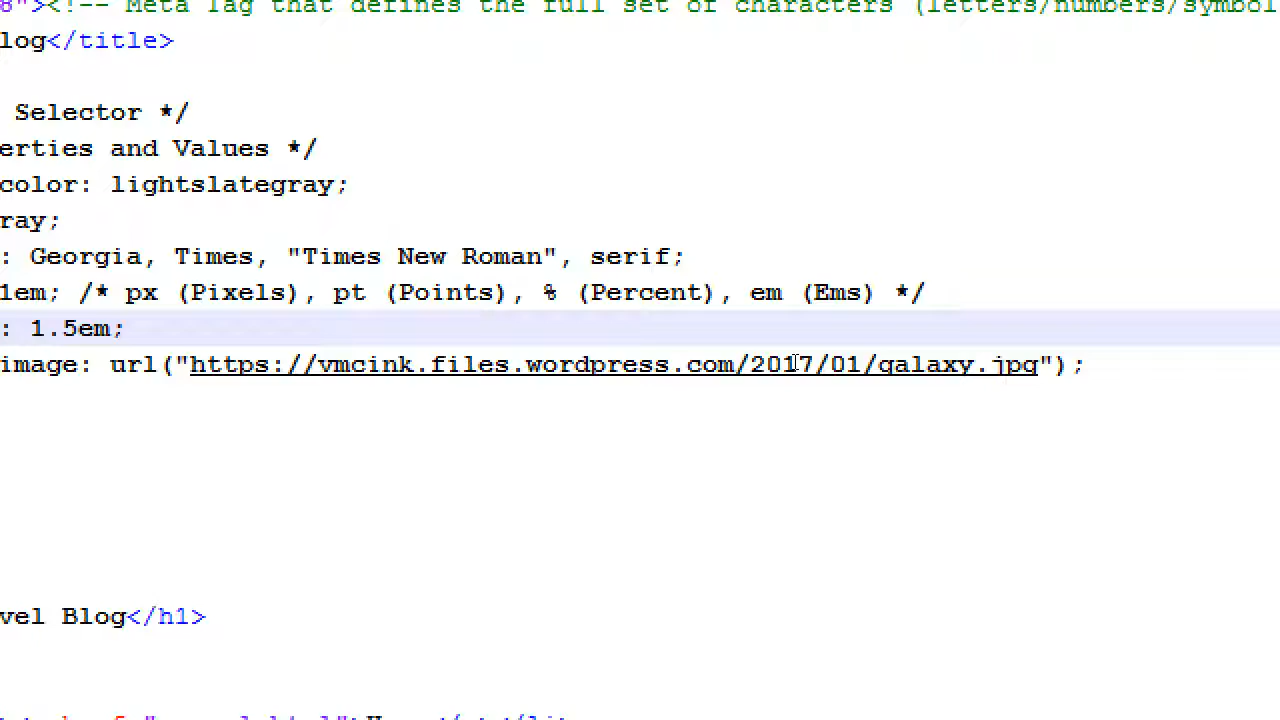 8"><!-- Meta Tag that defines the full set of characters (letters/numbers/symbol
log</title>
Selector */
erties and Values */
color: lightslategray;
ray;
: Georgia, Times, "Times New Roman", serif;
1em; /* px (Pixels), pt (Points), % (Percent), em (Ems) */
: 1.5em;
image: url("https://vmcink.files.wordpress.com/2017/01/galaxy.jpg");
vel Blog</h1>